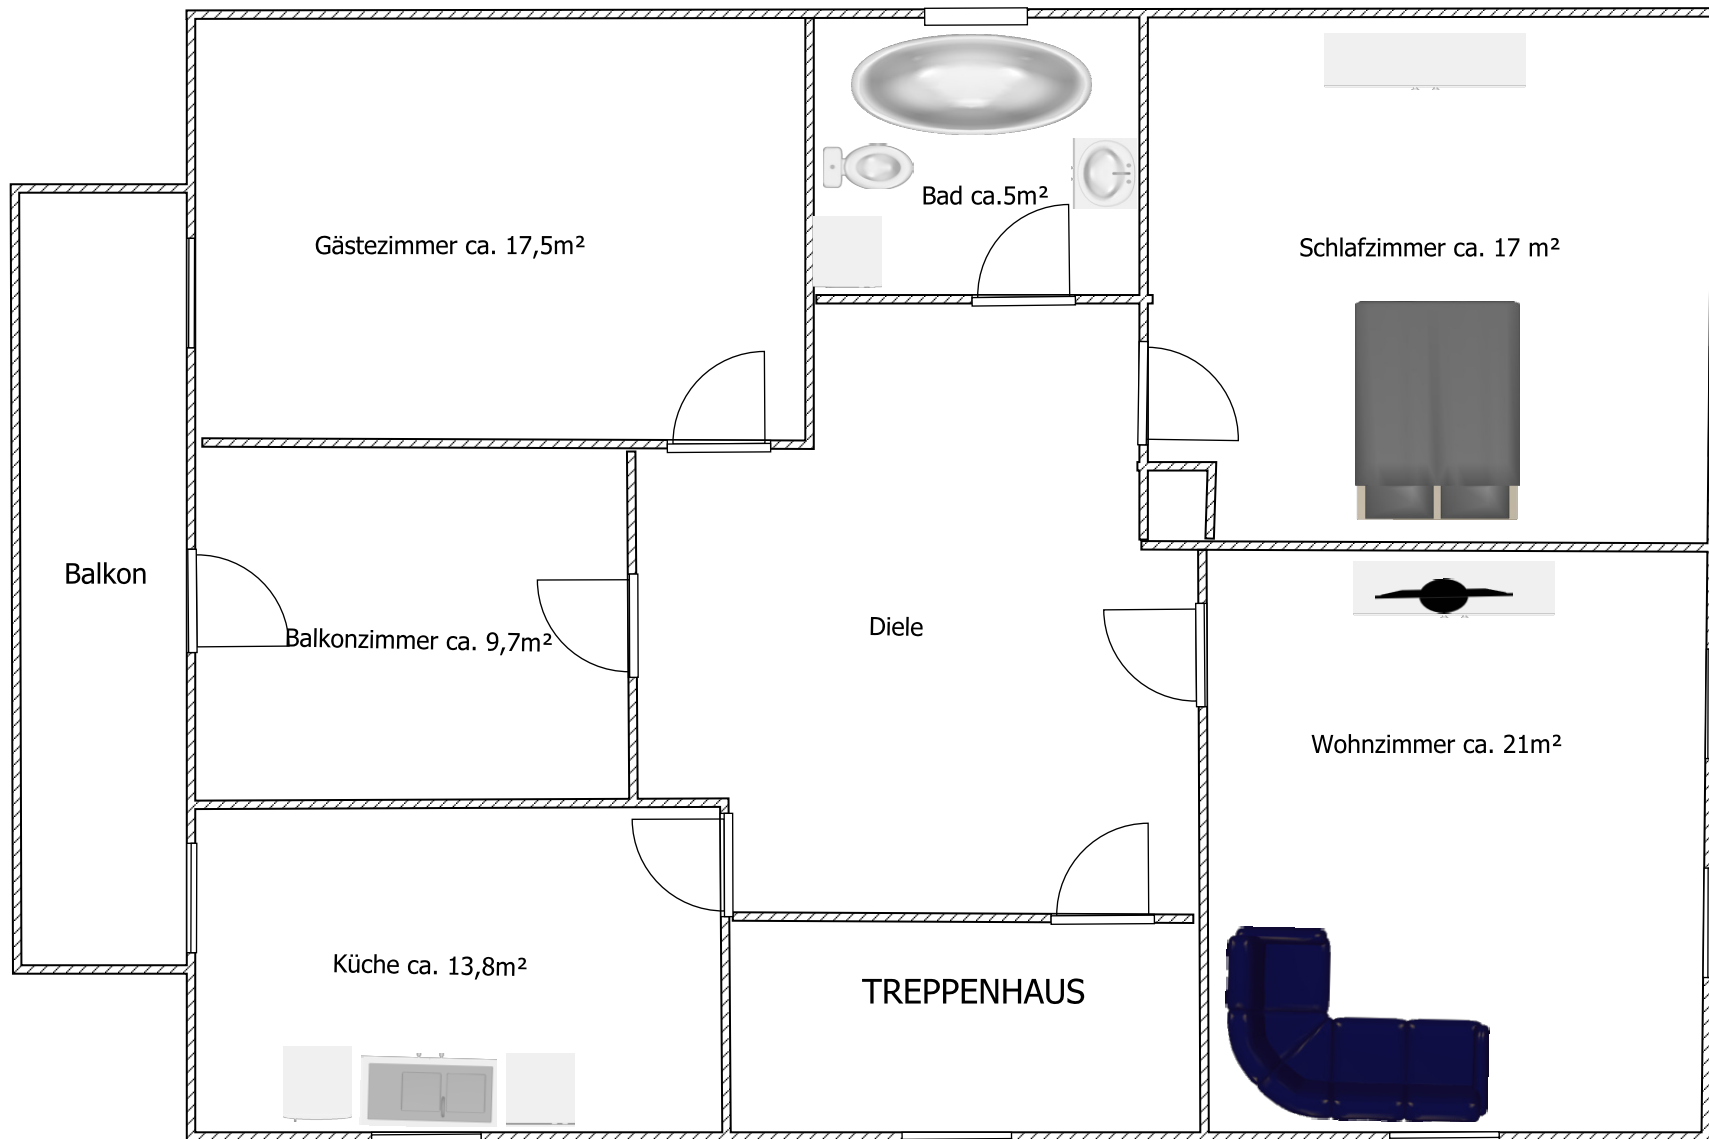 Bad ca.5m²
Gästezimmer ca. 17,5m²
Schlafzimmer ca. 17 m²
Balkon
Balkonzimmer ca. 9,7m²
Diele
Wohnzimmer ca. 21m²
Küche ca. 13,8m²
TREPPENHAUS